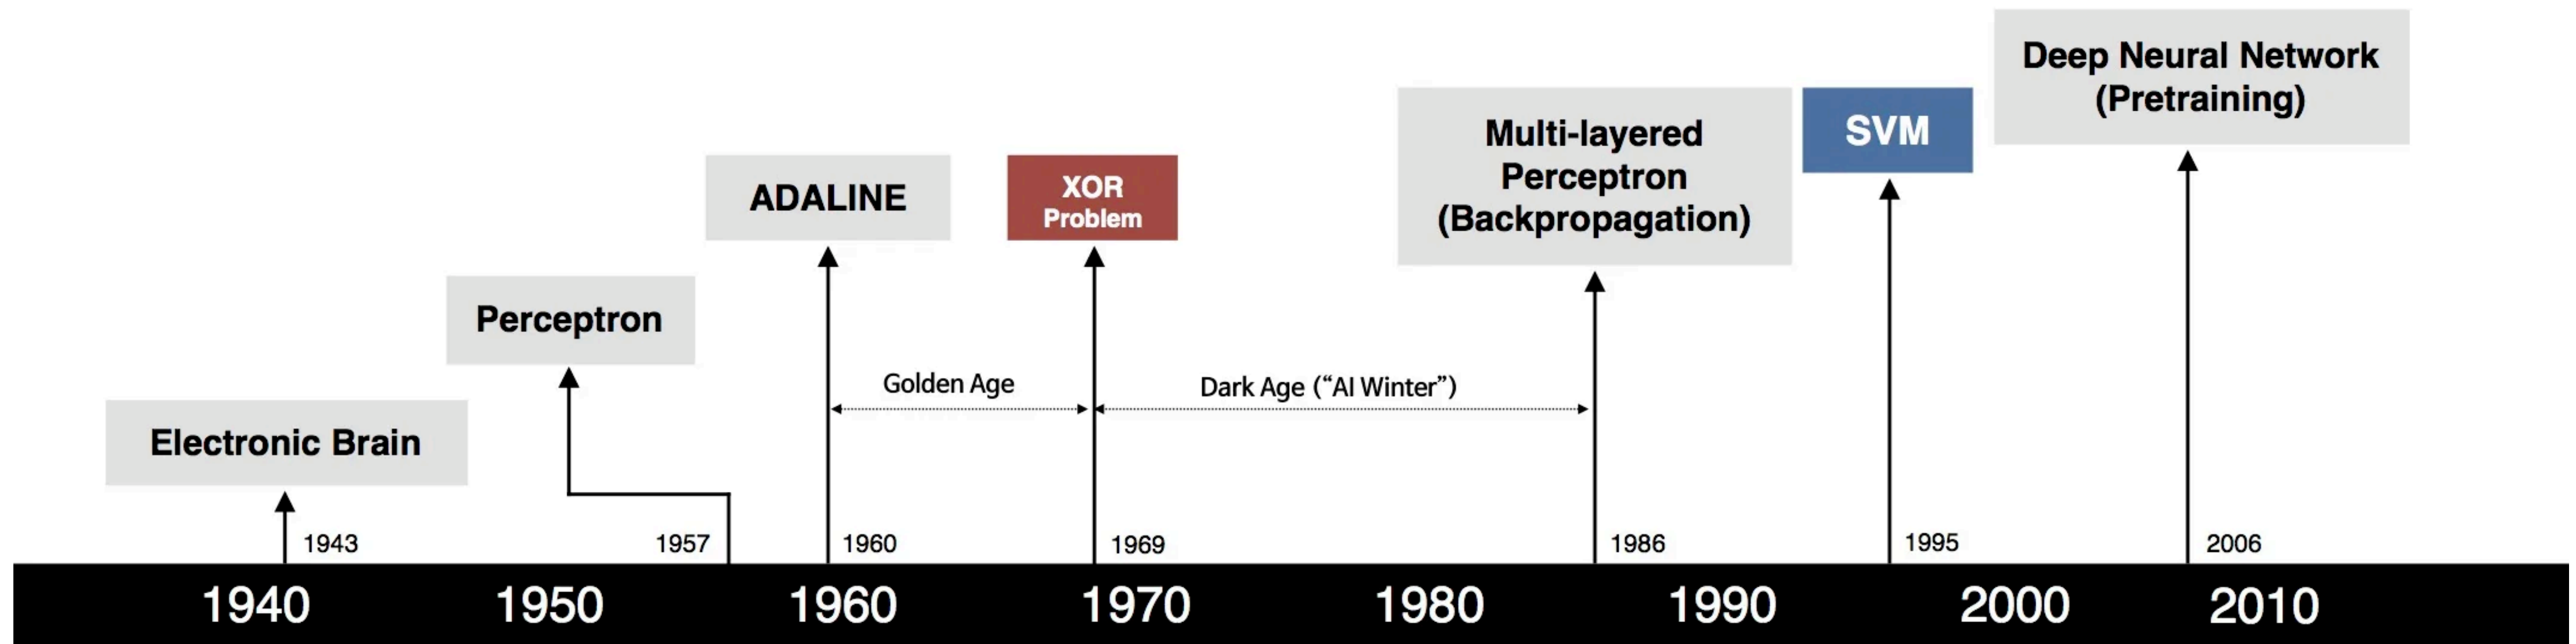 Deep Neural Network
(Pretraining)
Multi-layered
Perceptron
(Backpropagation)
SVM
ADALINE
XOR
Problem
Perceptron
Golden Age
Dark Age (“AI Winter”)
Electronic Brain
1943
1957
1960
1969
1986
1995
2006
1940
1950
1960
1970
1980
1990
2000
2010